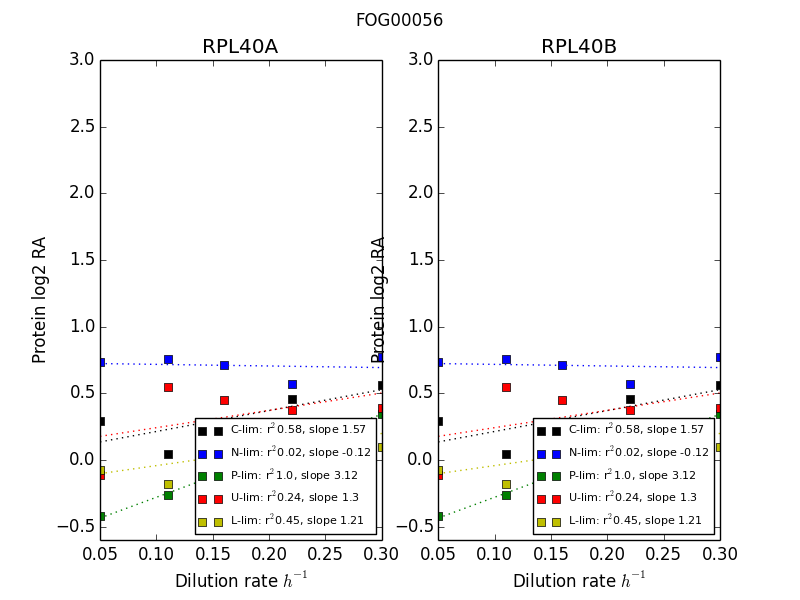 FOG00056
RPL40A
RPL40B
3.0
2.5
2.0
1.5
1.0
0.5
0.0
−0.5
Protein log2 RA
C-lim: r²0.58, slope 1.57
N-lim: r²0.02, slope -0.12
P-lim: r²1.0, slope 3.12
U-lim: r²0.24, slope 1.3
L-lim: r²0.45, slope 1.21
0.05 0.10 0.15 0.20 0.25 0.30
Dilution rate h⁻¹
3.0
2.5
2.0
1.5
1.0
0.5
0.0
−0.5
Protein log2 RA
C-lim: r²0.58, slope 1.57
N-lim: r²0.02, slope -0.12
P-lim: r²1.0, slope 3.12
U-lim: r²0.24, slope 1.3
L-lim: r²0.45, slope 1.21
0.05 0.10 0.15 0.20 0.25 0.30
Dilution rate h⁻¹